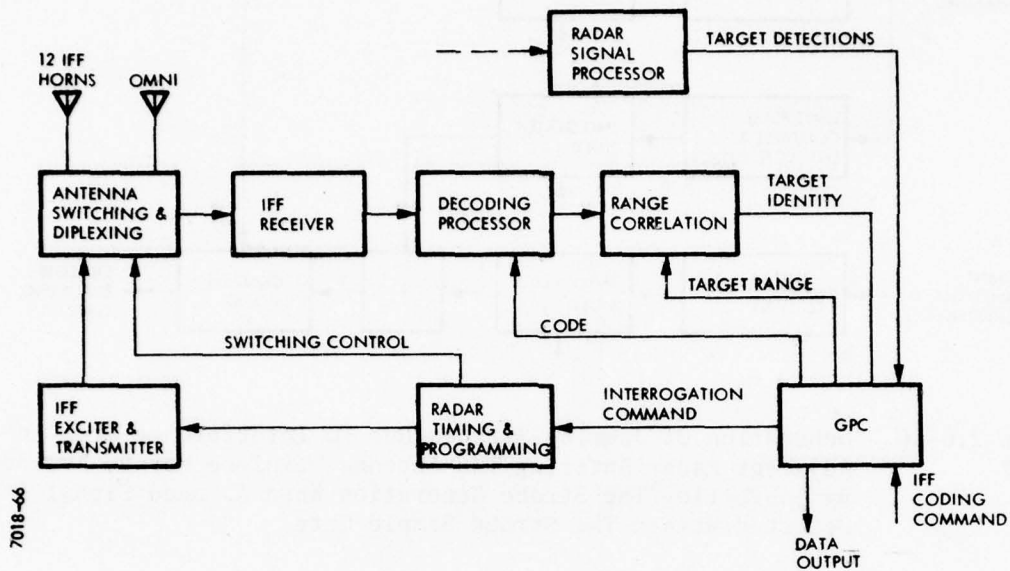 RADAR
SIGNAL
PROCESSOR
TARGET DETECTIONS
12 IFF
HORNS
OMNI
ANTENNA
SWITCHING &
DIPLEXING
IFF
RECEIVER
DECODING
PROCESSOR
RANGE
CORRELATION
TARGET
IDENTITY
TARGET RANGE
CODE
SWITCHING CONTROL
INTERROGATION
COMMAND
IFF
EXCITER &
TRANSMITTER
RADAR
TIMING &
PROGRAMMING
GPC
IFF
CODING
COMMAND
DATA
OUTPUT
7018-66